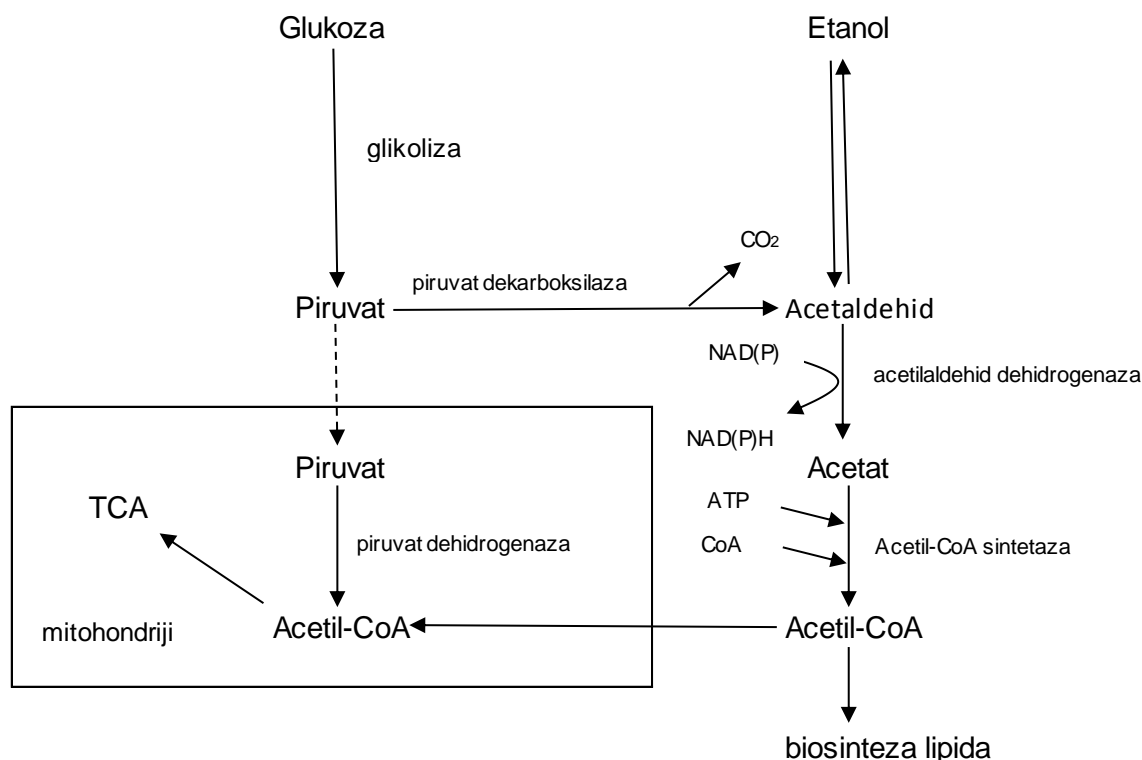 Glukoza
Etanol
glikoliza
CO2
piruvat dekarboksilaza
Piruvat
Acetaldehid
NAD(P)
acetilaldehid dehidrogenaza
NAD(P)H
Piruvat
Acetat
TCA
ATP
piruvat dehidrogenaza
CoA
Acetil-CoA sintetaza
mitohondriji
Acetil-CoA
Acetil-CoA
biosinteza lipida